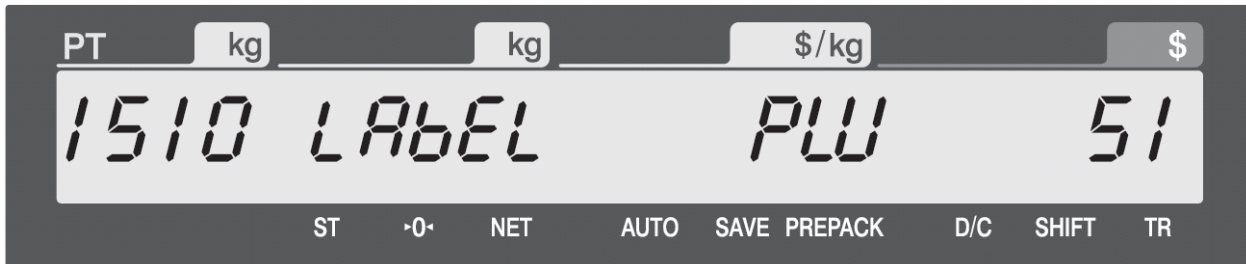 PT kg kg $/kg $
1510 LAbEL PLU 51
ST ▸0◂ NET AUTO SAVE PREPACK D/C SHIFT TR